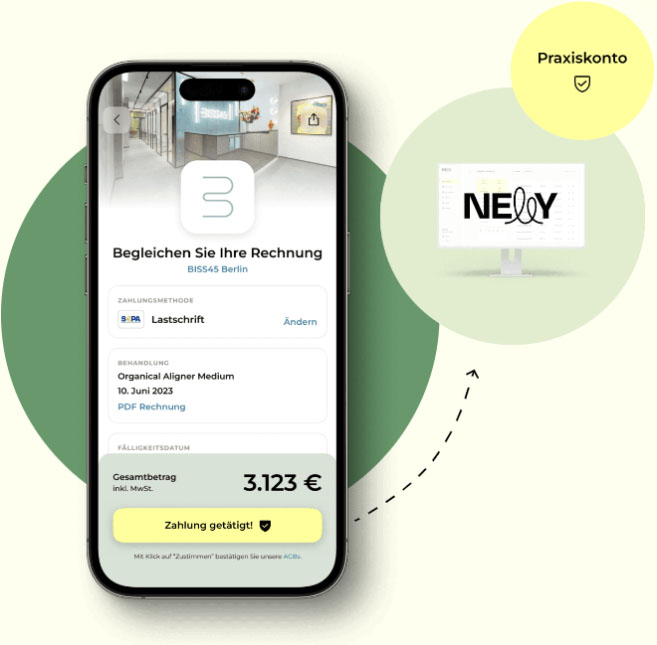 Praxiskonto
NELLY
BISS45
Begleichen Sie Ihre Rechnung
BISS45 Berlin
ZAHLUNGSMETHODE
SEPA Lastschrift Ändern
BEHANDLUNG
Organical Aligner Medium
10. Juni 2023
PDF Rechnung
FÄLLIGKEITSDATUM
Gesamtbetrag 3.123 €
inkl. MwSt.
Zahlung getätigt!
Mit Klick auf "Zustimmen" bestätigen Sie unsere AGBs.